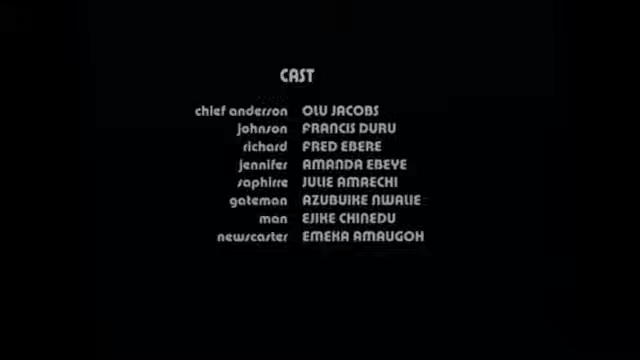 CAST
chief anderson OLU JACOBS
johnson FRANCIS DURU
richard FRED EBERE
jennifer AMANDA EBEYE
saphirre JULIE AMAECHI
gateman AZUBUIKE NWALIE
man EJIKE CHINEDU
newscaster EMEKA AMAUGOH